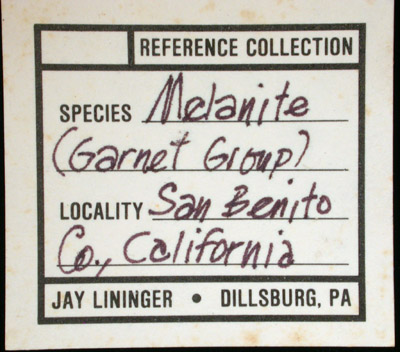 REFERENCE COLLECTION
SPECIES Melanite
(Garnet Group)
LOCALITY San Benito
Co., California
JAY LININGER • DILLSBURG, PA